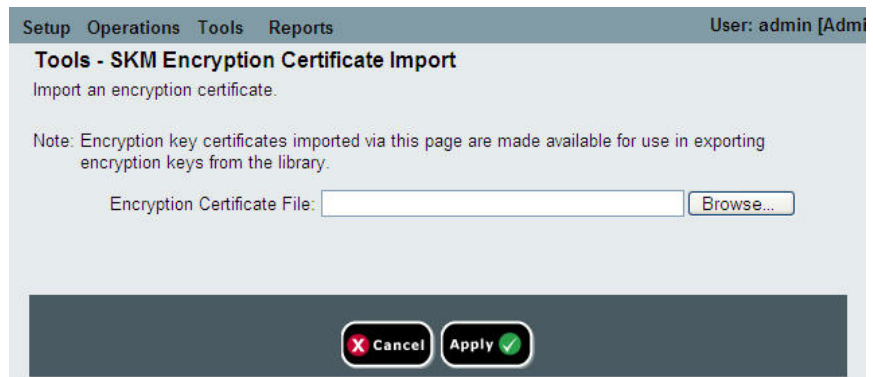 Setup Operations Tools Reports User: admin [Admi
Tools - SKM Encryption Certificate Import
Import an encryption certificate.
Note: Encryption key certificates imported via this page are made available for use in exporting
encryption keys from the library.
Encryption Certificate File: Browse...
Cancel Apply